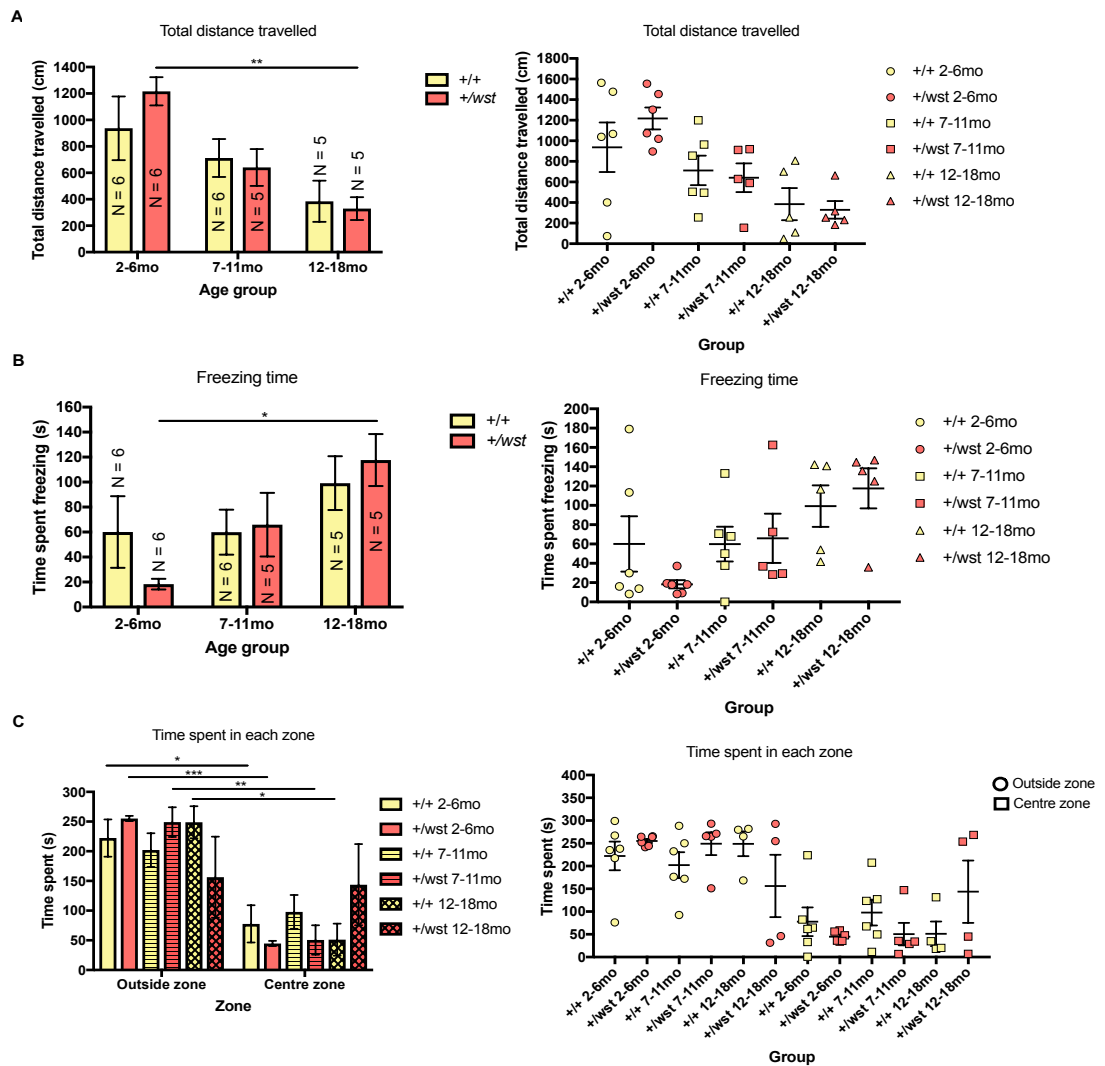 A
Total distance travelled
Total distance travelled (cm)
1400
1200
1000
800
600
400
200
0
**
N = 6
N = 6
N = 6
N = 5
N = 5
N = 5
2-6mo
7-11mo
12-18mo
Age group
+/+
+/wst
Total distance travelled
Total distance travelled (cm)
1800
1600
1400
1200
1000
800
600
400
200
0
+/+ 2-6mo
+/wst 2-6mo
+/+ 7-11mo
+/wst 7-11mo
+/+ 12-18mo
+/wst 12-18mo
Group
+/+ 2-6mo
+/wst 2-6mo
+/+ 7-11mo
+/wst 7-11mo
+/+ 12-18mo
+/wst 12-18mo
B
Freezing time
Time spent freezing (s)
160
140
120
100
80
60
40
20
0
*
N = 6
N = 6
N = 6
N = 5
N = 5
N = 5
2-6mo
7-11mo
12-18mo
Age group
+/+
+/wst
Freezing time
Time spent freezing (s)
200
180
160
140
120
100
80
60
40
20
0
+/+ 2-6mo
+/wst 2-6mo
+/+ 7-11mo
+/wst 7-11mo
+/+ 12-18mo
+/wst 12-18mo
Group
+/+ 2-6mo
+/wst 2-6mo
+/+ 7-11mo
+/wst 7-11mo
+/+ 12-18mo
+/wst 12-18mo
C
Time spent in each zone
Time spent (s)
300
250
200
150
100
50
0
*
***
**
*
Outside zone
Centre zone
Zone
+/+ 2-6mo
+/wst 2-6mo
+/+ 7-11mo
+/wst 7-11mo
+/+ 12-18mo
+/wst 12-18mo
Time spent in each zone
Time spent (s)
400
350
300
250
200
150
100
50
0
+/+ 2-6mo
+/wst 2-6mo
+/+ 7-11mo
+/wst 7-11mo
+/+ 12-18mo
+/wst 12-18mo
+/+ 2-6mo
+/wst 2-6mo
+/+ 7-11mo
+/wst 7-11mo
+/+ 12-18mo
+/wst 12-18mo
Group
Outside zone
Centre zone